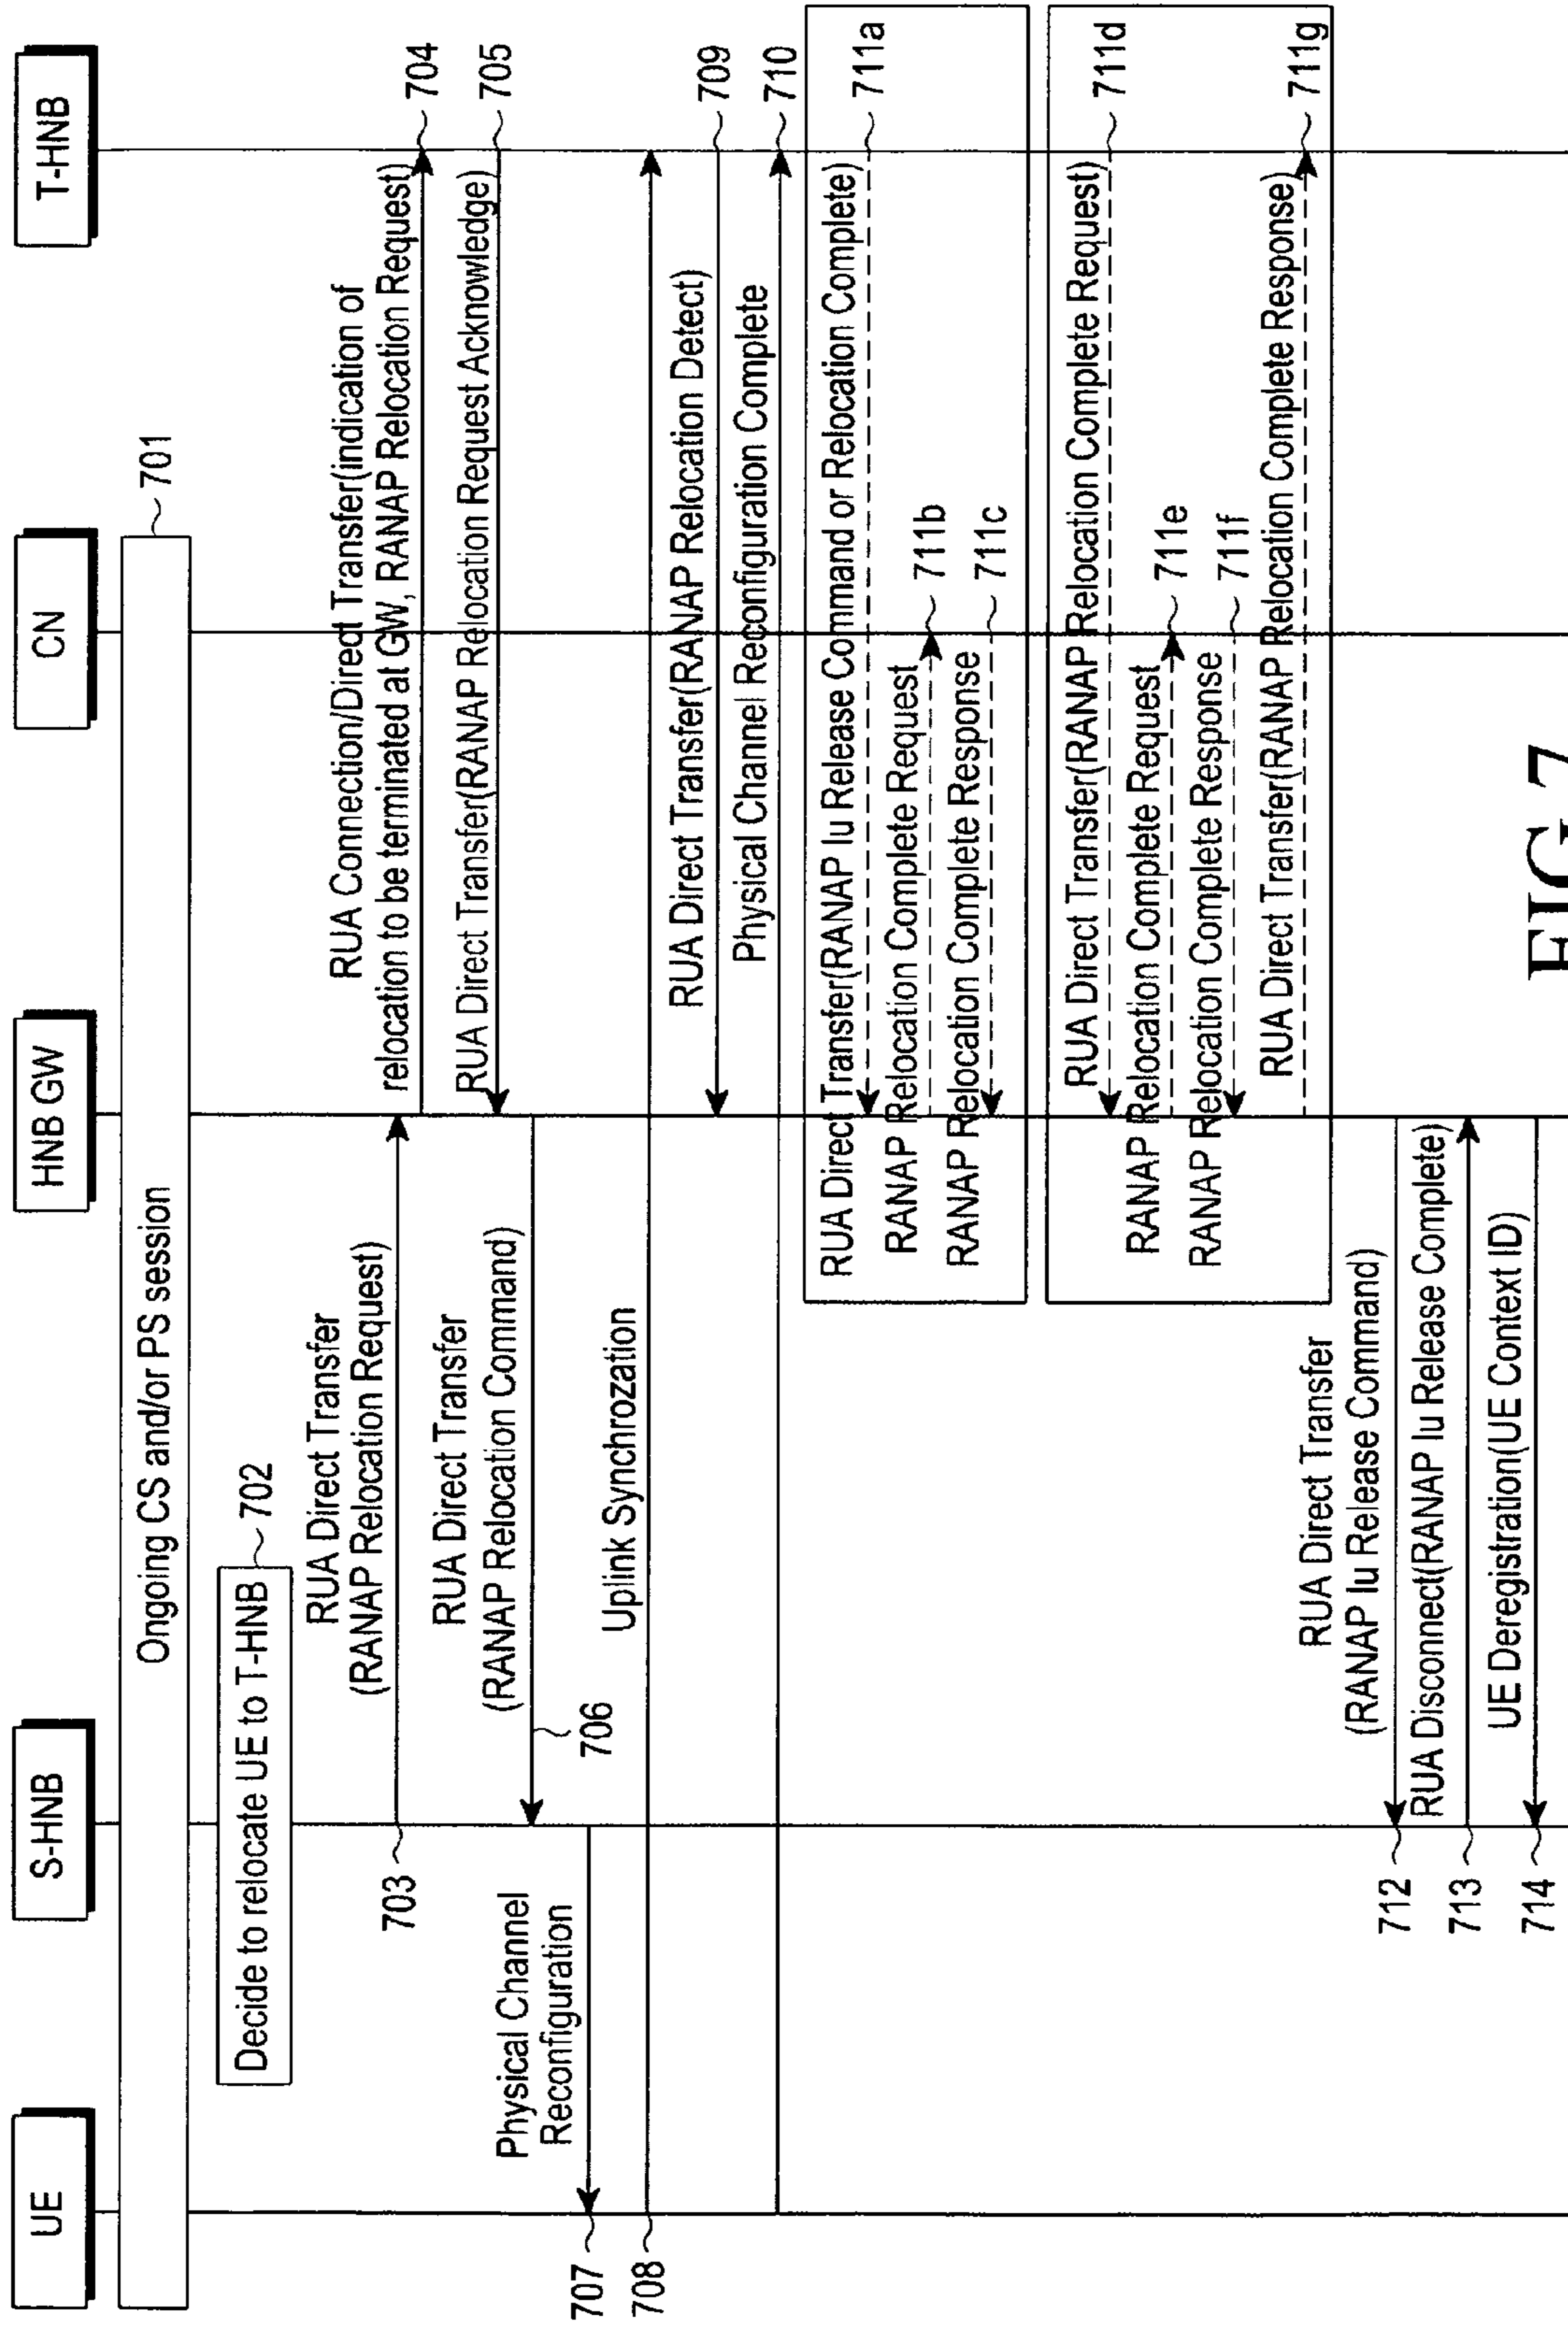 UE
S-HNB
HNB GW
CN
T-HNB
Ongoing CS and/or PS session
701
Decide to relocate UE to T-HNB
702
RUA Direct Transfer
(RANAP Relocation Request)
703
RUA Connection/Direct Transfer(indication of
relocation to be terminated at GW, RANAP Relocation Request)
704
RUA Direct Transfer(RANAP Relocation Request Acknowledge)
705
RUA Direct Transfer
(RANAP Relocation Command)
706
Physical Channel
Reconfiguration
707
Uplink Synchrozation
708
RUA Direct Transfer(RANAP Relocation Detect)
709
Physical Channel Reconfiguration Complete
710
RUA Direct Transfer(RANAP Iu Release Command or Relocation Complete)
711a
RANAP Relocation Complete Request
711b
RANAP Relocation Complete Response
711c
RUA Direct Transfer(RANAP Relocation Complete Request)
711d
RANAP Relocation Complete Request
711e
RANAP Relocation Complete Response
711f
RUA Direct Transfer(RANAP Relocation Complete Response)
711g
RUA Direct Transfer
(RANAP Iu Release Command)
712
RUA Disconnect(RANAP Iu Release Complete)
713
UE Deregistration(UE Context ID)
714
FIG.7